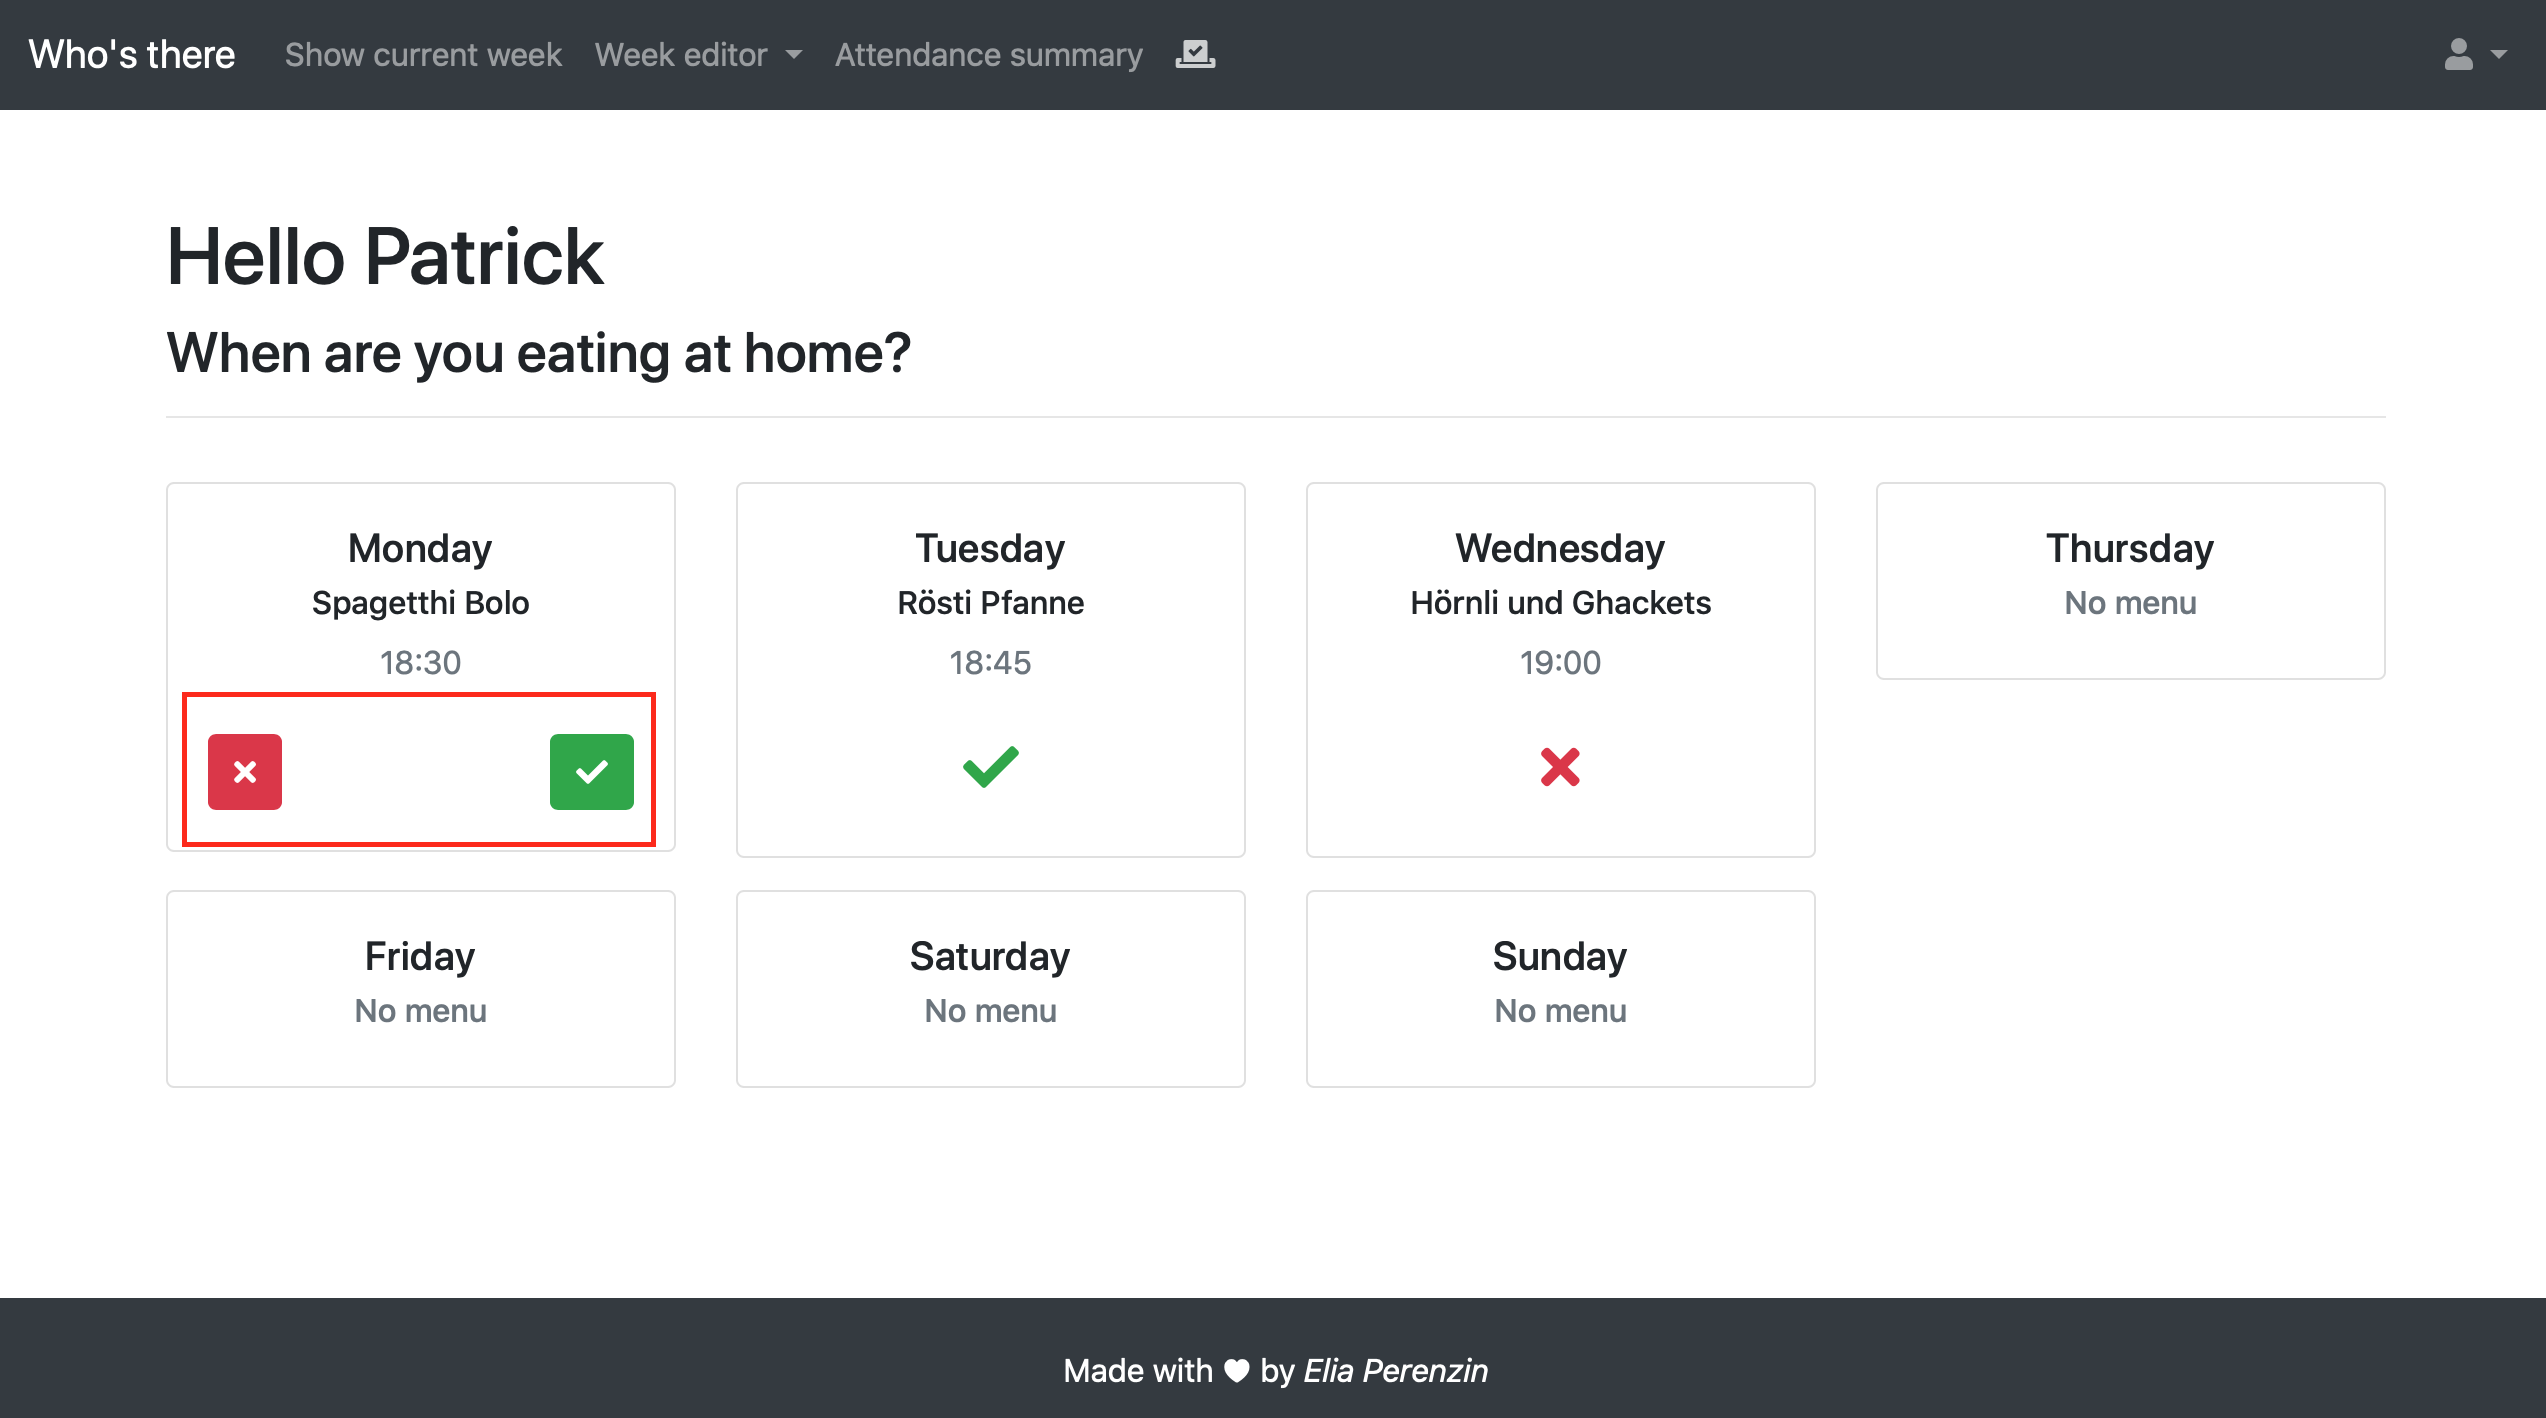 Who's there Show current week Week editor Attendance summary
Hello Patrick
When are you eating at home?
Monday
Spagetthi Bolo
18:30
Tuesday
Rösti Pfanne
18:45
Wednesday
Hörnli und Ghackets
19:00
Thursday
No menu
Friday
No menu
Saturday
No menu
Sunday
No menu
Made with ♥ by Elia Perenzin